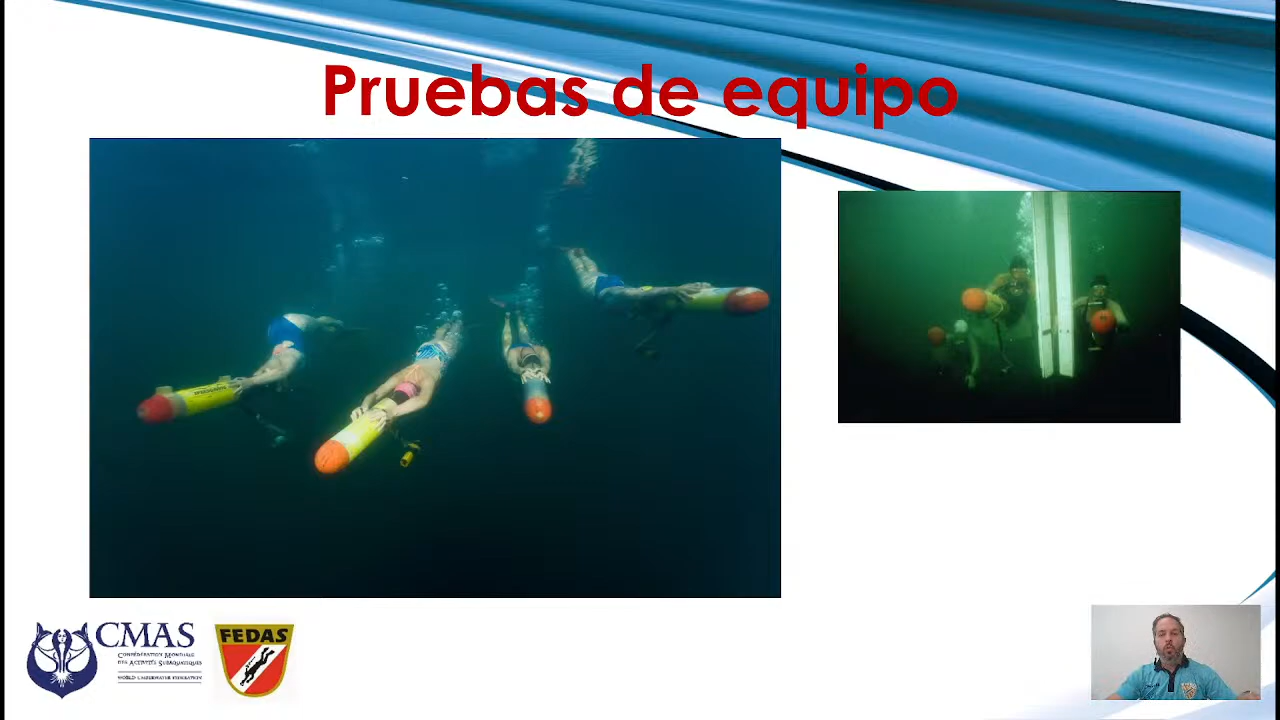 Pruebas de equipo
CMAS
CONFÉDÉRATION MONDIALE
DES ACTIVITÉS SUBAQUATIQUES
WORLD UNDERWATER FEDERATION
FEDAS